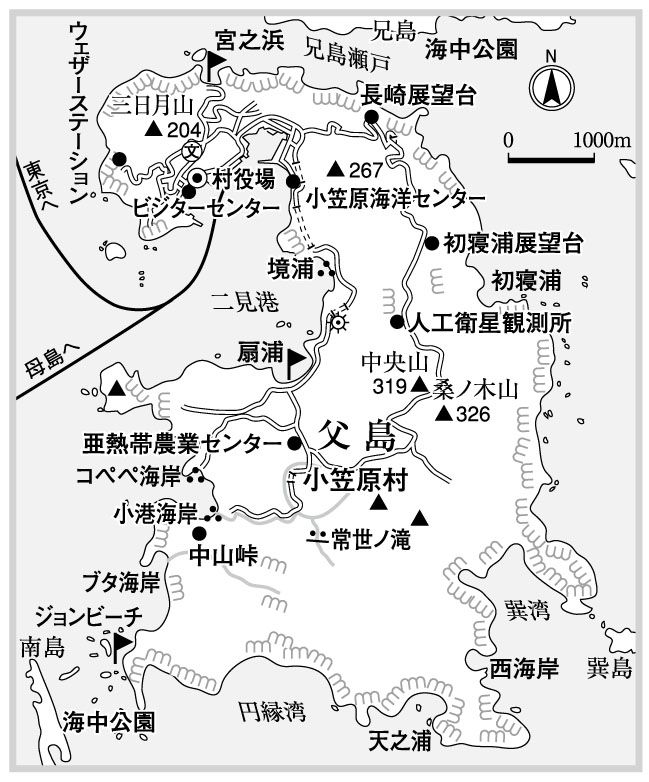 宮之浜
兄島
兄島瀬戸
海中公園
ウェザーステーション
N
三日月山
204
長崎展望台
0 1000m
文
267
村役場
ビジターセンター
小笠原海洋センター
東京へ
初寝浦展望台
境浦
初寝浦
二見港
人工衛星観測所
扇浦
母島へ
中央山
319
桑ノ木山
326
父島
亜熱帯農業センター
コペペ海岸
小笠原村
小港海岸
常世ノ滝
中山峠
ブタ海岸
ジョンビーチ
巽湾
南島
西海岸
巽島
海中公園
円縁湾
天之浦